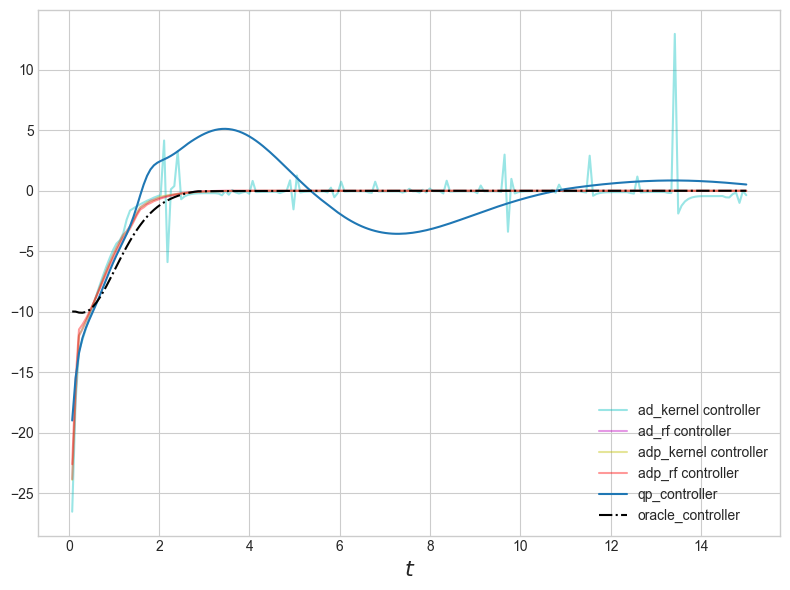 10
5
0
−5
−10
−15
−20
−25
0 2 4 6 8 10 12 14
t
ad_kernel controller
ad_rf controller
adp_kernel controller
adp_rf controller
qp_controller
oracle_controller